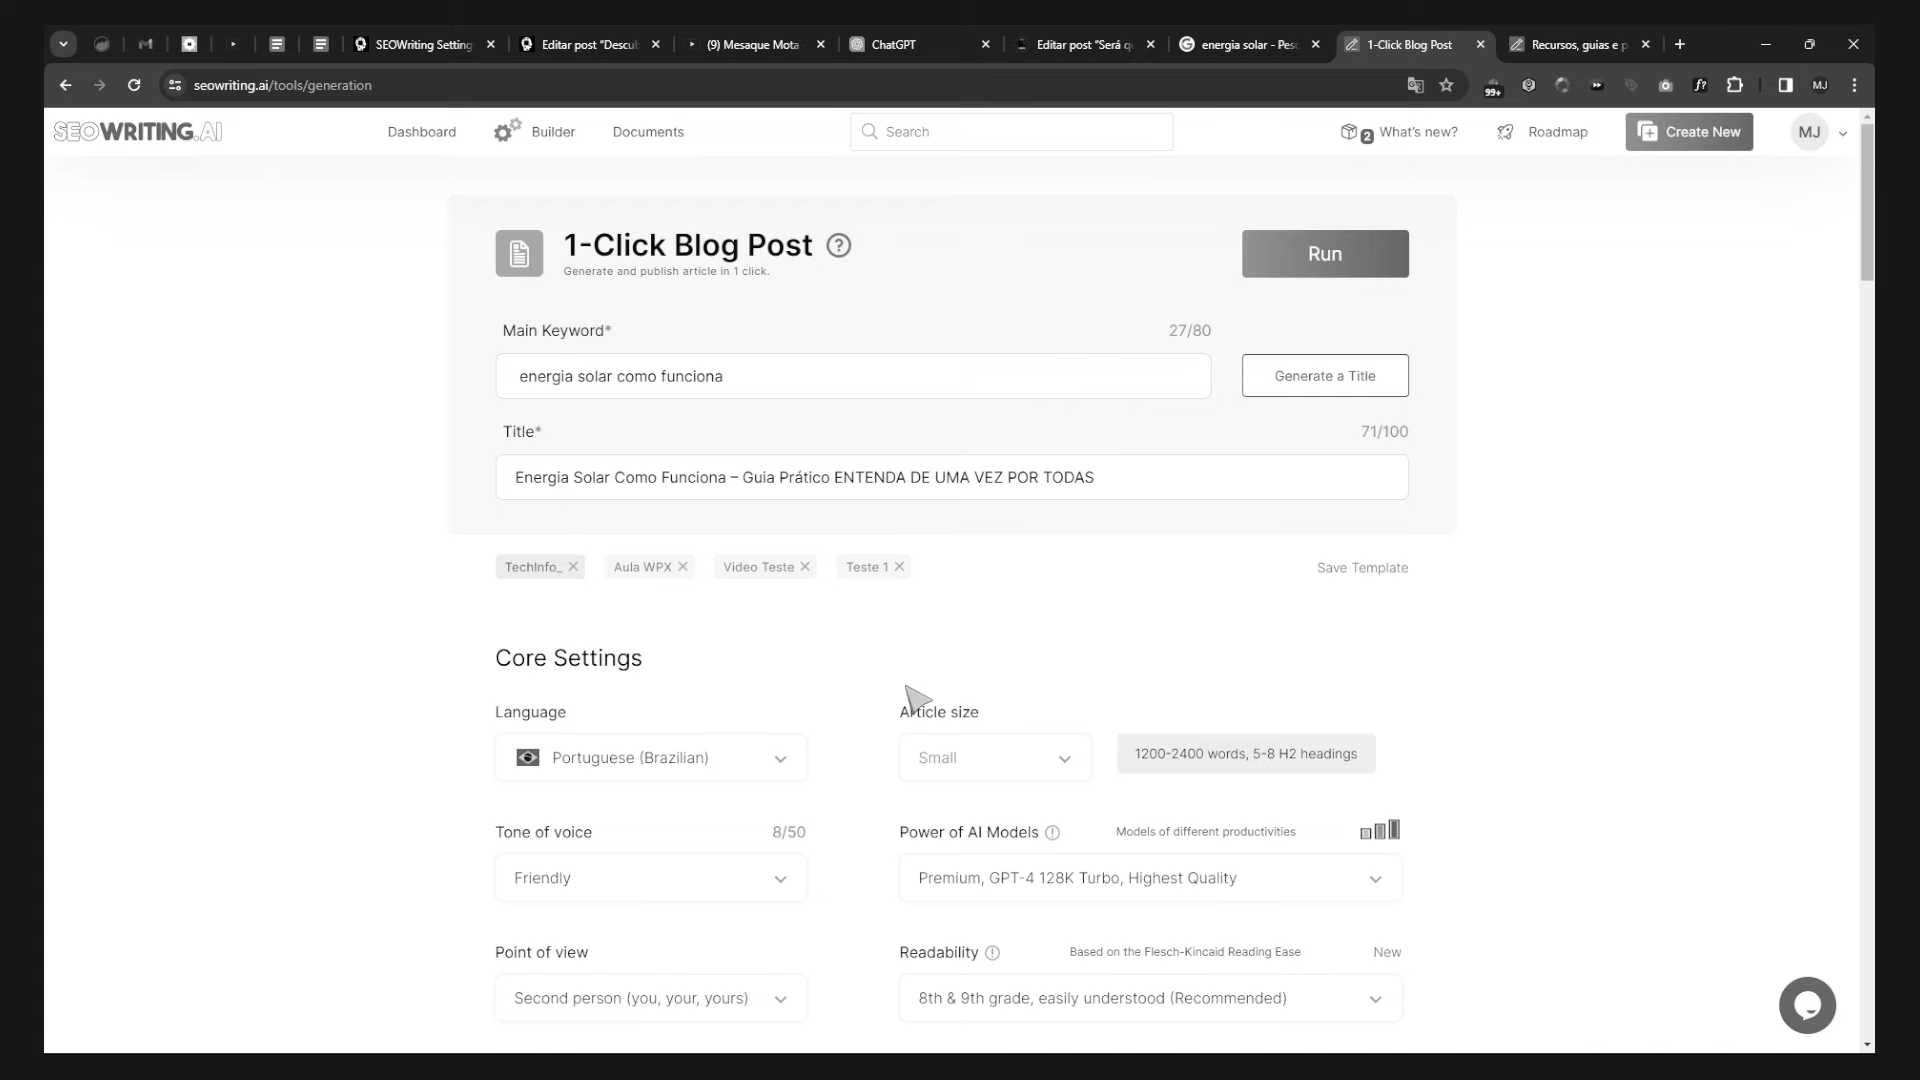 SEOWriting Setting
Editar post "Descul
(9) Mesaque Mota
ChatGPT
Editar post "Será q
energia solar - Pesq
1-Click Blog Post
Recursos, guias e p
seowriting.ai/tools/generation
99+
f?
MJ
SEOWRITING.AI
Dashboard
Builder
Documents
Search
2
What's new?
Roadmap
Create New
MJ
1-Click Blog Post
Generate and publish article in 1 click.
Run
Main Keyword*
27/80
energia solar como funciona
Generate a Title
Title*
71/100
Energia Solar Como Funciona – Guia Prático ENTENDA DE UMA VEZ POR TODAS
TechInfo_
Aula WPX
Video Teste
Teste 1
Save Template
Core Settings
Language
Article size
Portuguese (Brazilian)
Small
1200-2400 words, 5-8 H2 headings
Tone of voice
8/50
Power of AI Models
Models of different productivities
Friendly
Premium, GPT-4 128K Turbo, Highest Quality
Point of view
Readability
Based on the Flesch-Kincaid Reading Ease
New
Second person (you, your, yours)
8th & 9th grade, easily understood (Recommended)